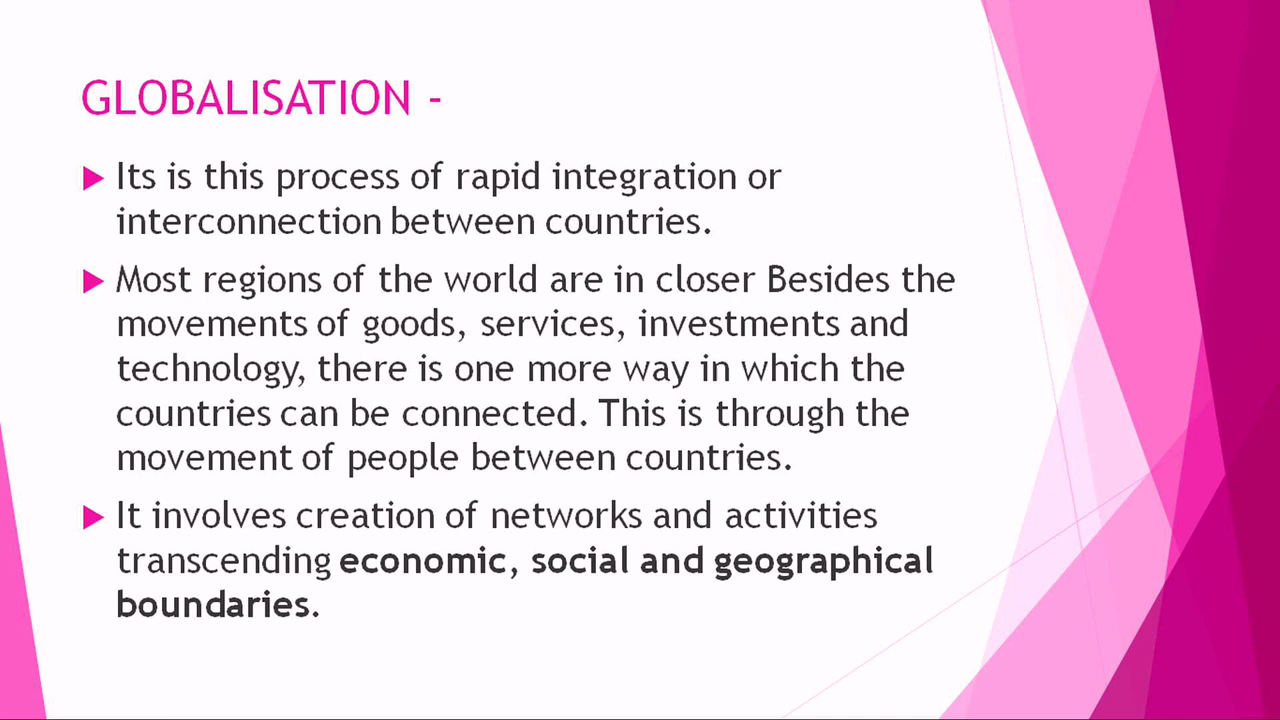 GLOBALISATION -
Its is this process of rapid integration or
interconnection between countries.
Most regions of the world are in closer Besides the
movements of goods, services, investments and
technology, there is one more way in which the
countries can be connected. This is through the
movement of people between countries.
It involves creation of networks and activities
transcending economic, social and geographical
boundaries.